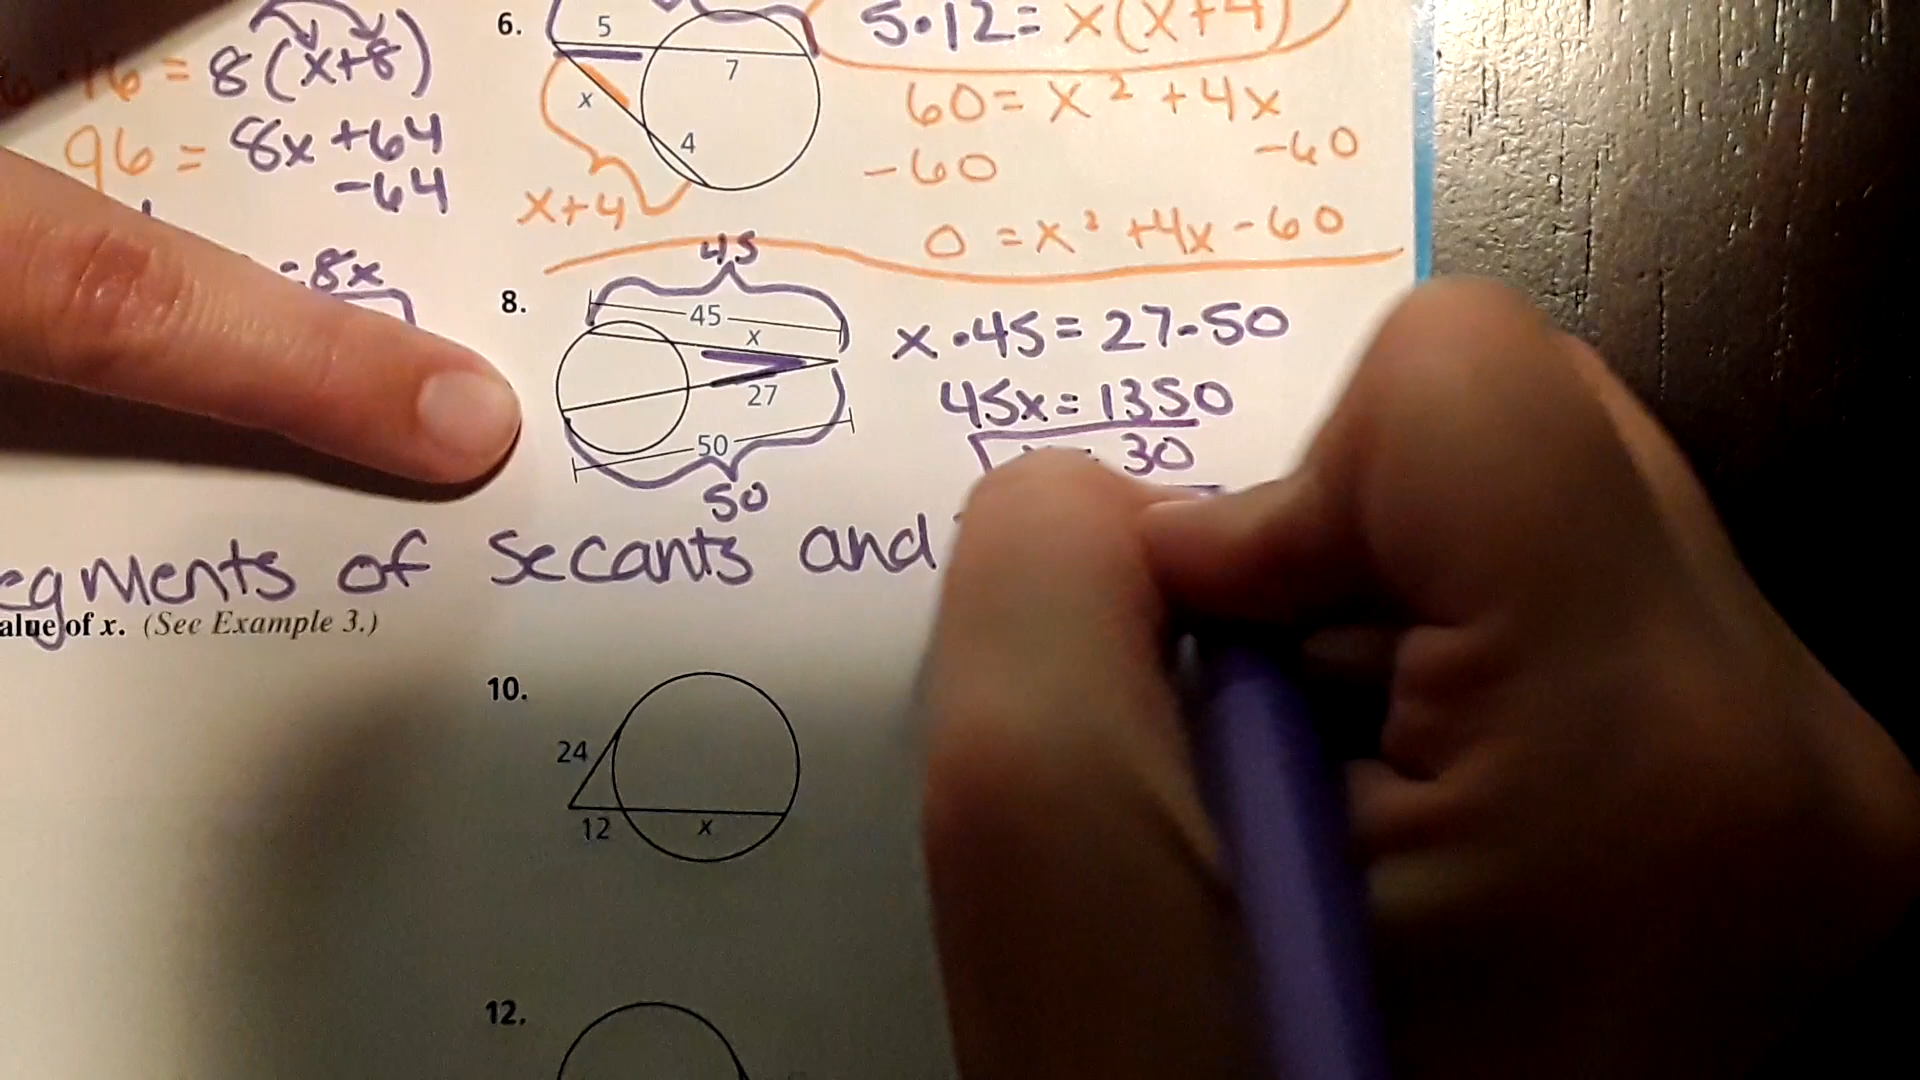 6.
5
7
x
4
x+4
5·12= x(x+4)
60= x² +4x
-60 -60
0 = x² +4x-60
16 = 8(x+8)
96 = 8x +64
-64
=8x
8.
45
45
x
27
50
50
x·45= 27·50
45x= 1350
30
egments of secants and
alue of x. (See Example 3.)
10.
24
12
x
12.